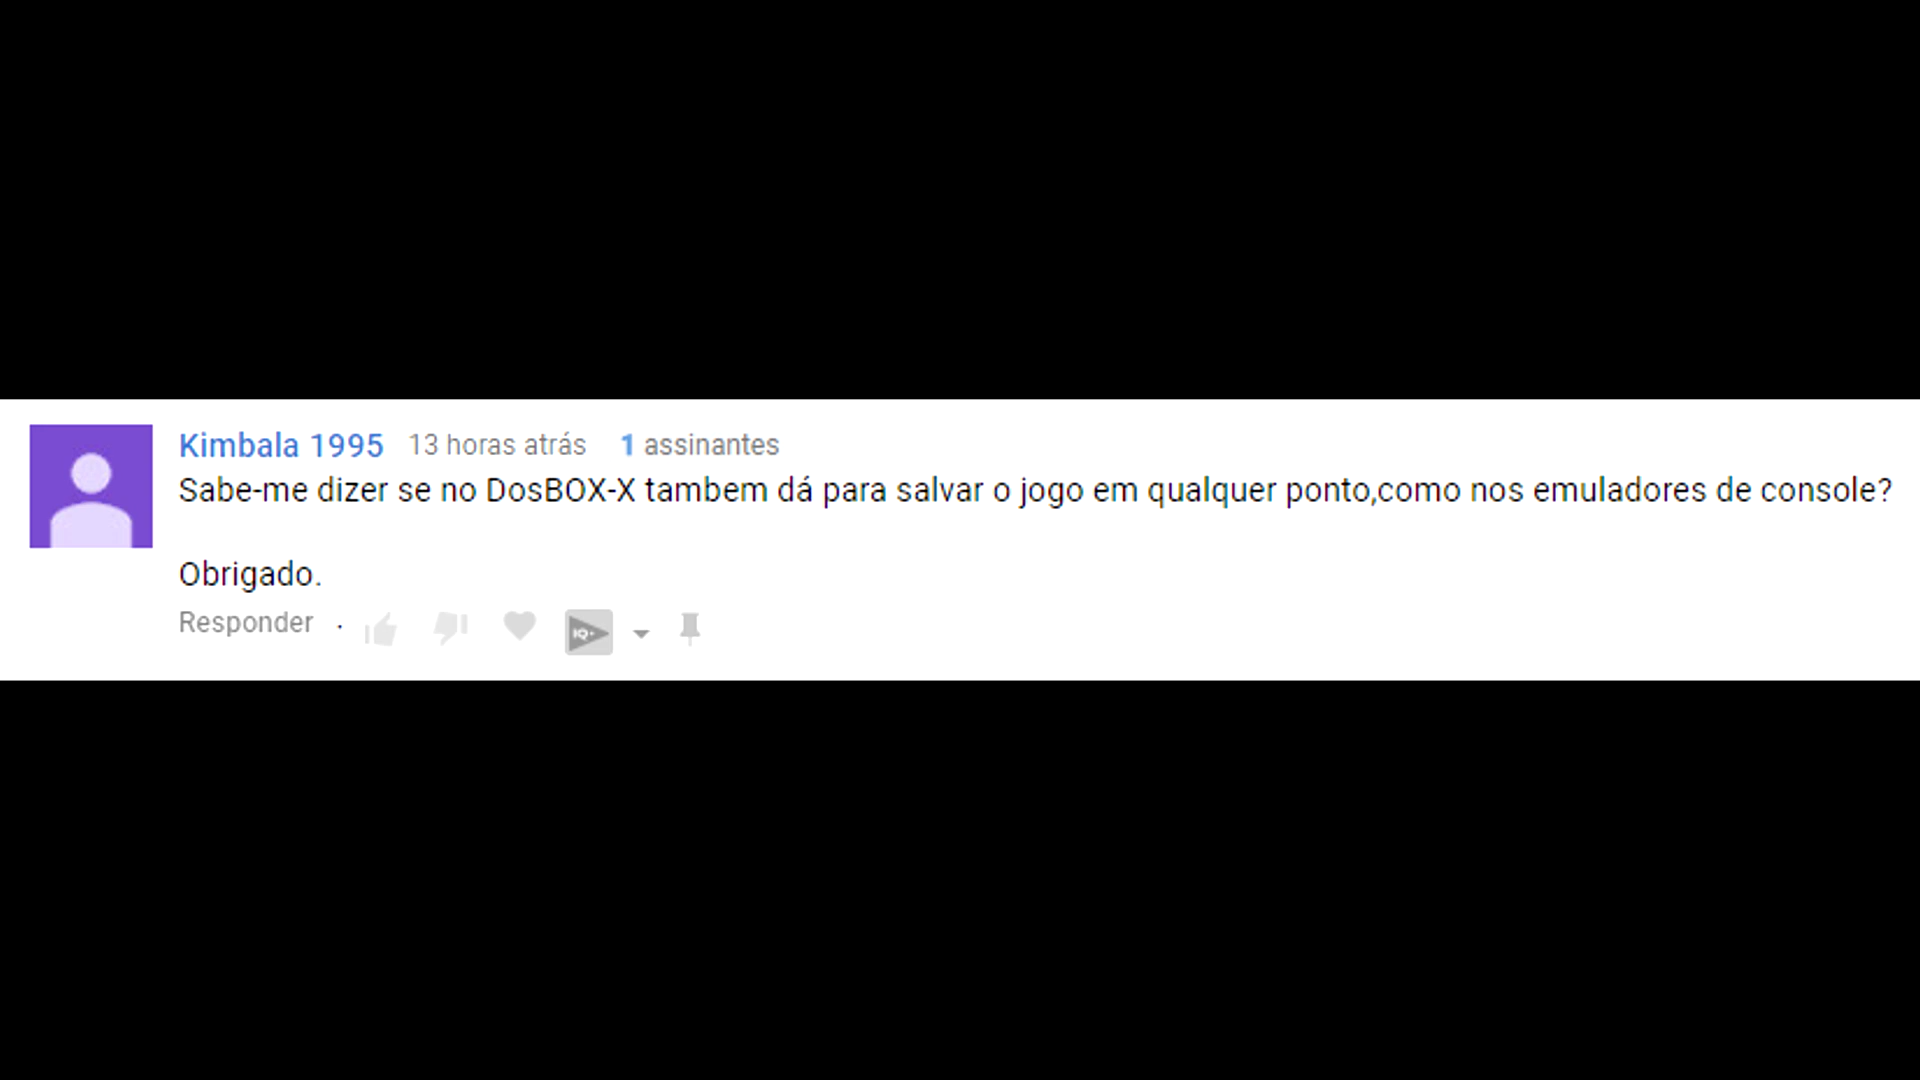 Kimbala 1995 13 horas atrás 1 assinantes
Sabe-me dizer se no DosBOX-X tambem dá para salvar o jogo em qualquer ponto,como nos emuladores de console?
Obrigado.
Responder ·
IQ+